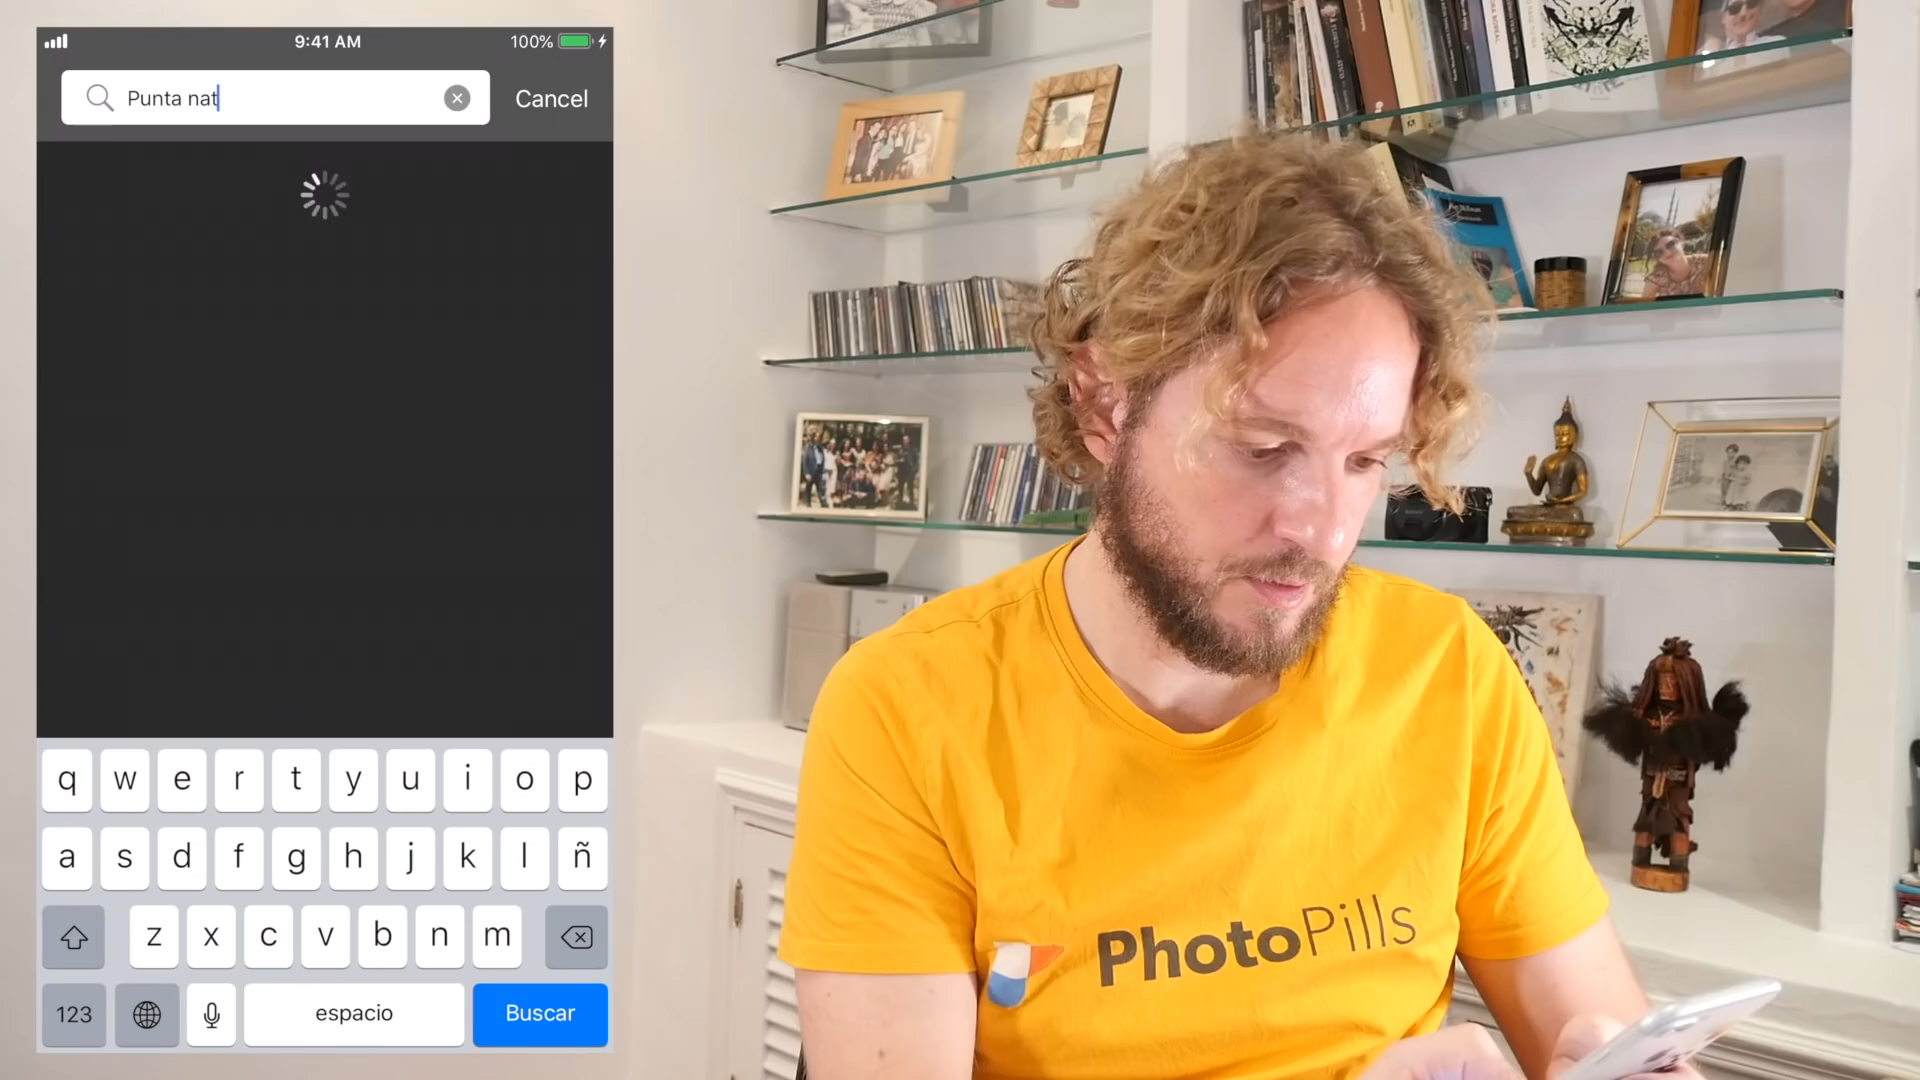 9:41 AM
100%
Punta nat
Cancel
q w e r t y u i o p
a s d f g h j k l ñ
z x c v b n m
123
espacio
Buscar
PhotoPills